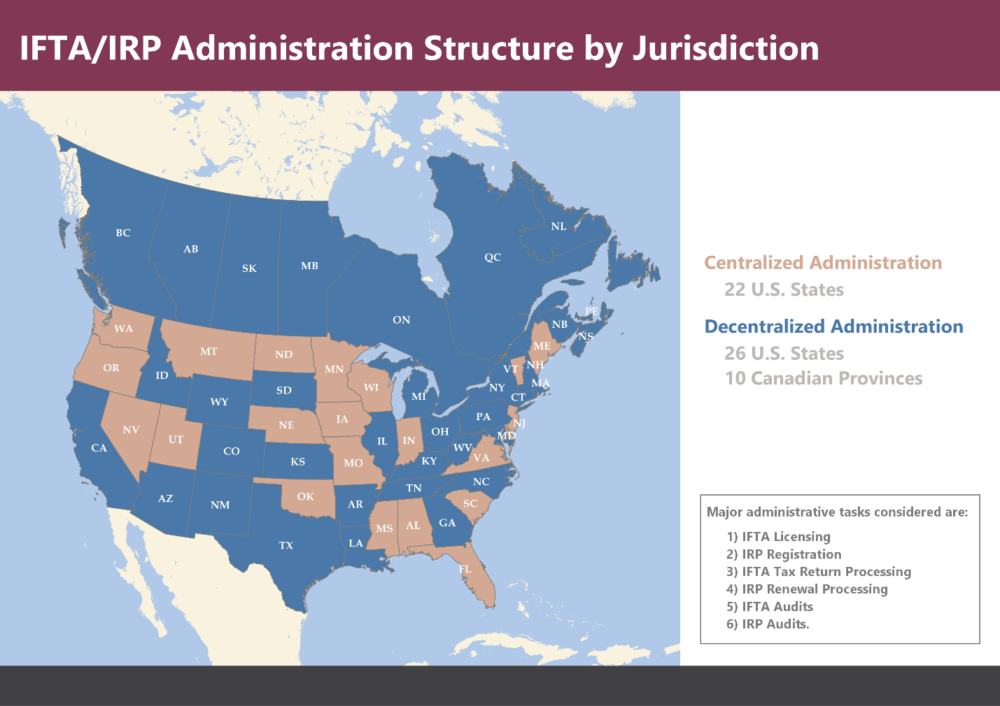 IFTA/IRP Administration Structure by Jurisdiction
BC
AB
SK
MB
ON
QC
NL
PE
NB
NS
WA
MT
ND
MN
ME
OR
ID
SD
WI
MI
VT
NH
NY
MA
CT
WY
NE
IA
PA
NJ
NV
UT
CO
KS
MO
IL
IN
OH
WV
MD
VA
KY
CA
AZ
NM
OK
AR
TN
NC
SC
TX
LA
MS
AL
GA
FL
Centralized Administration
22 U.S. States
Decentralized Administration
26 U.S. States
10 Canadian Provinces
Major administrative tasks considered are:
1) IFTA Licensing
2) IRP Registration
3) IFTA Tax Return Processing
4) IRP Renewal Processing
5) IFTA Audits
6) IRP Audits.